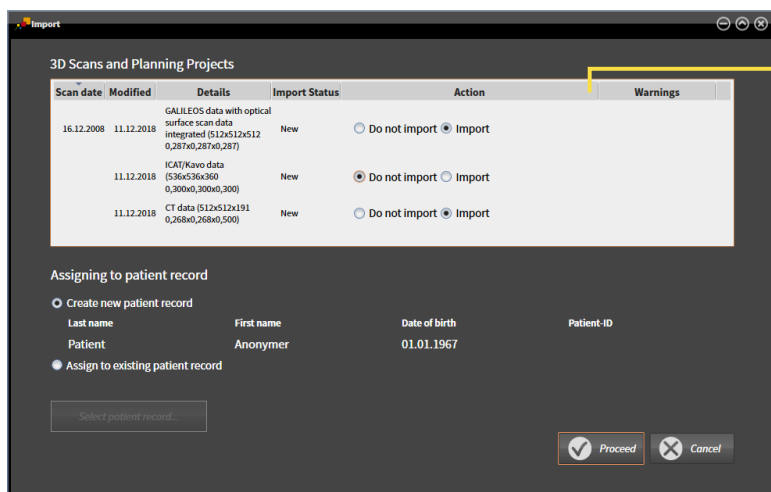 Import
3D Scans and Planning Projects
Scan date Modified Details Import Status Action Warnings
GALILEOS data with optical
surface scan data
16.12.2008 11.12.2018 integrated (512x512x512 New Do not import Import
0,287x0,287x0,287)
ICAT/Kavo data
11.12.2018 (536x536x360 New Do not import Import
0,300x0,300x0,300)
11.12.2018 CT data (512x512x191 New Do not import Import
0,268x0,268x0,500)
Assigning to patient record
Create new patient record
Last name First name Date of birth Patient-ID
Patient Anonymer 01.01.1967
Assign to existing patient record
Select patient record...
Proceed Cancel